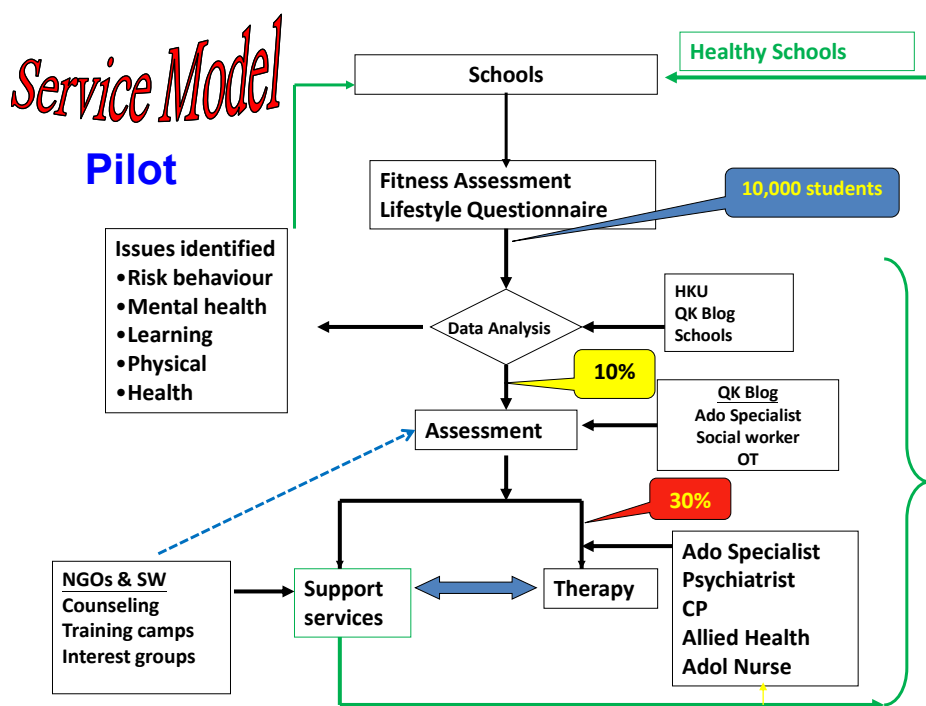 Service Model
Pilot
Healthy Schools
Schools
Fitness Assessment
Lifestyle Questionnaire
10,000 students
Issues identified
•Risk behaviour
•Mental health
•Learning
•Physical
•Health
Data Analysis
HKU
QK Blog
Schools
10%
Assessment
QK Blog
Ado Specialist
Social worker
OT
30%
NGOs & SW
Counseling
Training camps
Interest groups
Support
services
Therapy
Ado Specialist
Psychiatrist
CP
Allied Health
Adol Nurse